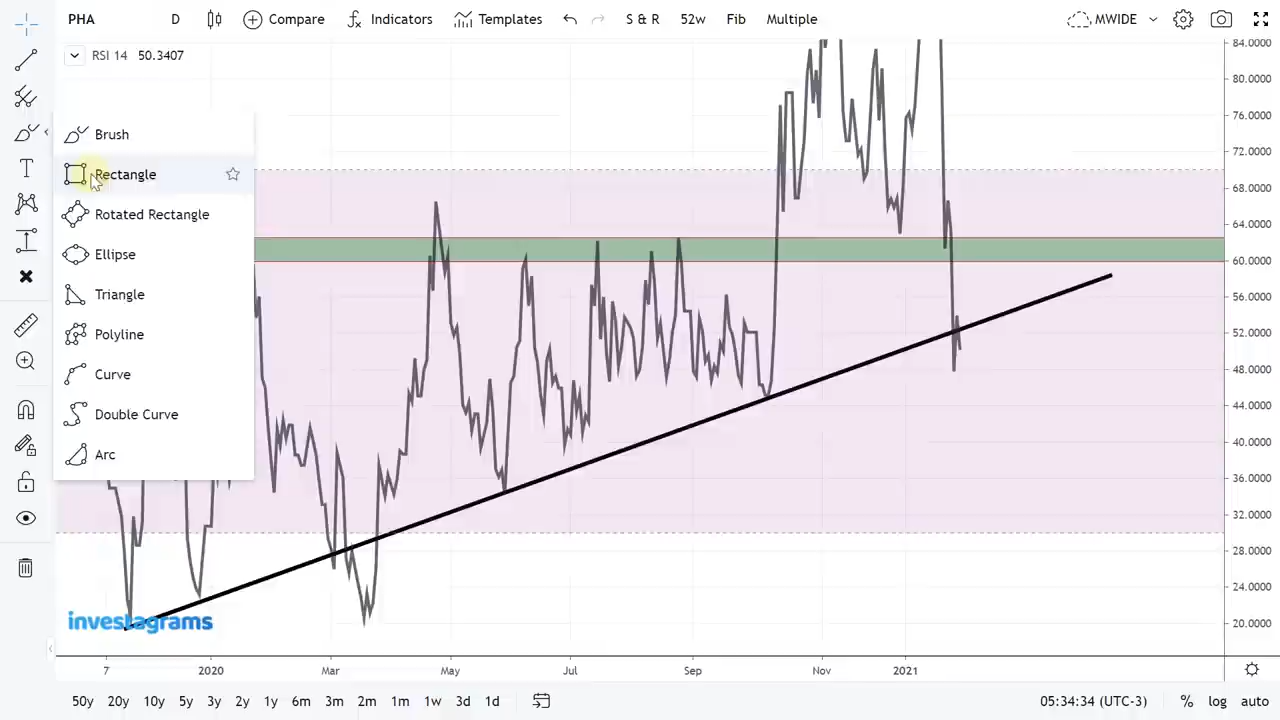 PHA D Compare Indicators Templates S & R 52w Fib Multiple MWIDE
RSI 14 50.3407
Brush
Rectangle
Rotated Rectangle
Ellipse
Triangle
Polyline
Curve
Double Curve
Arc
84.0000
80.0000
76.0000
72.0000
68.0000
64.0000
60.0000
56.0000
52.0000
48.0000
44.0000
40.0000
36.0000
32.0000
28.0000
24.0000
20.0000
investagrams
7 2020 Mar May Jul Sep Nov 2021
50y 20y 10y 5y 3y 2y 1y 6m 3m 2m 1m 1w 3d 1d 05:34:34 (UTC-3) % log auto